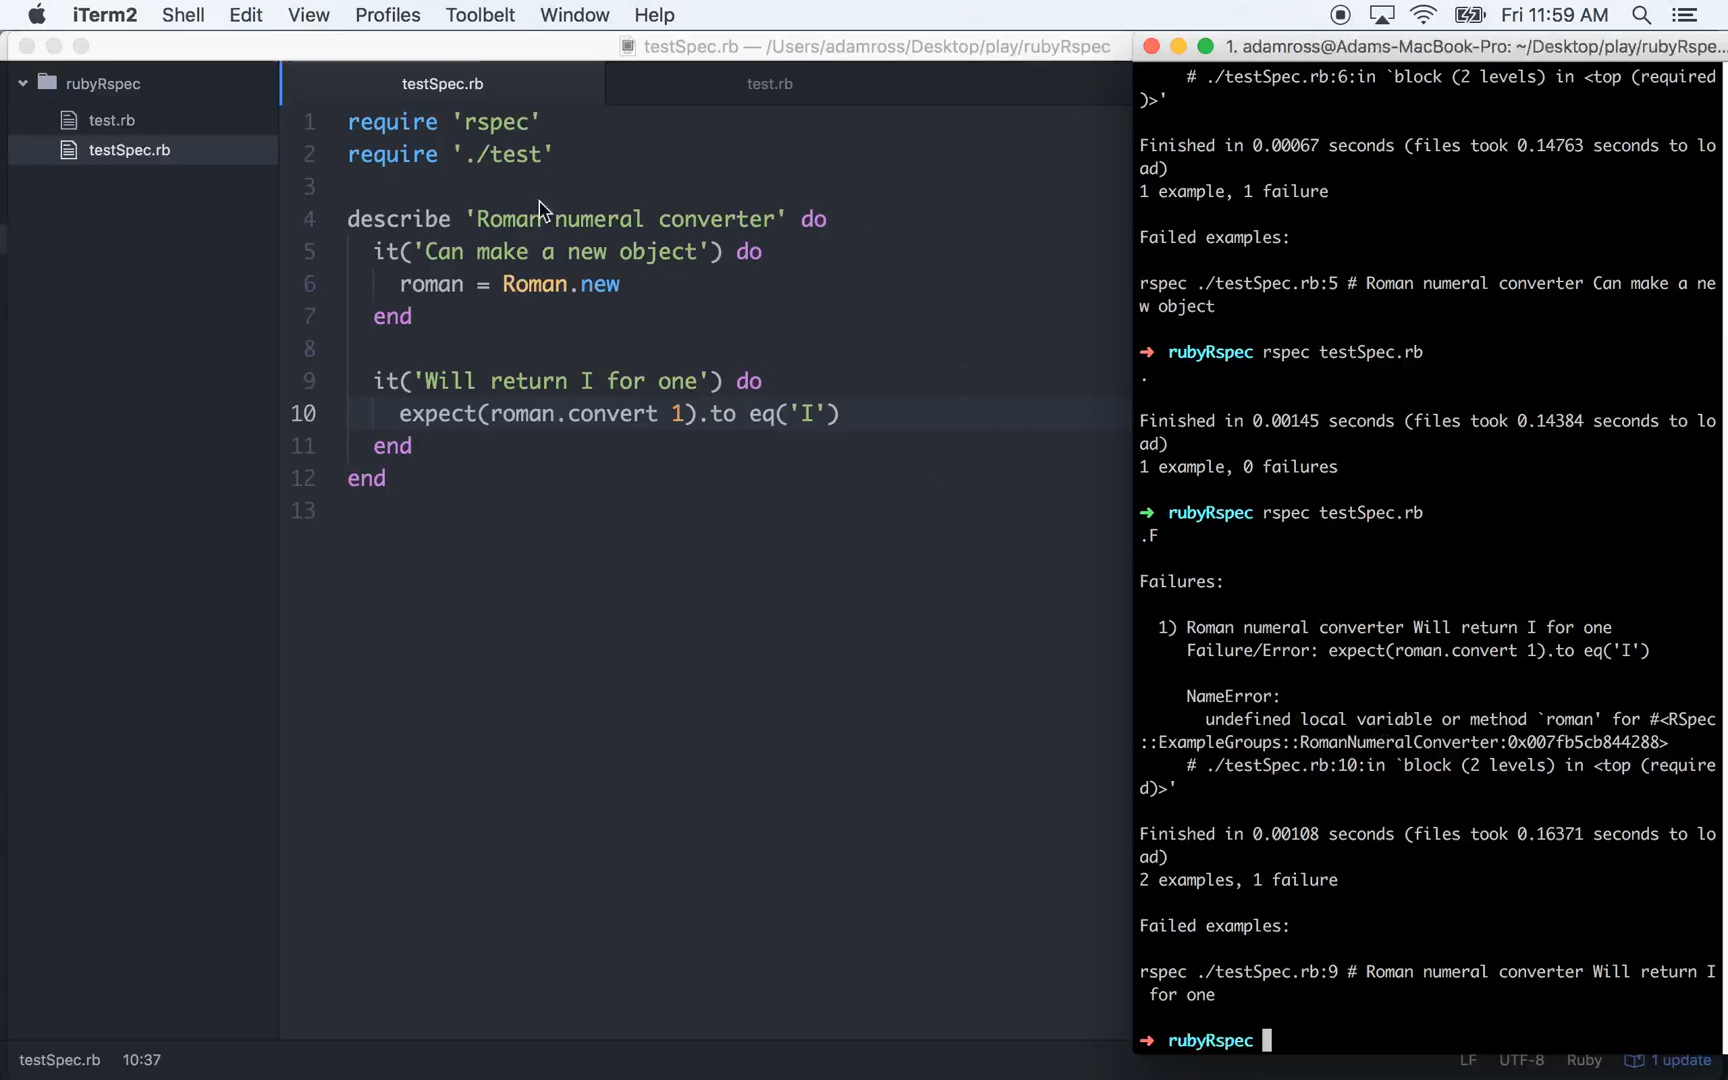 iTerm2 Shell Edit View Profiles Toolbelt Window Help Fri 11:59 AM
testSpec.rb — /Users/adamross/Desktop/play/rubyRspec
1. adamross@Adams-MacBook-Pro: ~/Desktop/play/rubyRspe...
rubyRspec
test.rb
testSpec.rb
testSpec.rb test.rb
1 require 'rspec'
2 require './test'
3
4 describe 'Roman numeral converter' do
5 it('Can make a new object') do
6 roman = Roman.new
7 end
8
9 it('Will return I for one') do
10 expect(roman.convert 1).to eq('I')
11 end
12 end
13
# ./testSpec.rb:6:in `block (2 levels) in <top (required
)>'
Finished in 0.00067 seconds (files took 0.14763 seconds to lo
ad)
1 example, 1 failure
Failed examples:
rspec ./testSpec.rb:5 # Roman numeral converter Can make a ne
w object
➜ rubyRspec rspec testSpec.rb
.
Finished in 0.00145 seconds (files took 0.14384 seconds to lo
ad)
1 example, 0 failures
➜ rubyRspec rspec testSpec.rb
.F
Failures:
1) Roman numeral converter Will return I for one
Failure/Error: expect(roman.convert 1).to eq('I')
NameError:
undefined local variable or method `roman' for #<RSpec
::ExampleGroups::RomanNumeralConverter:0x007fb5cb844288>
# ./testSpec.rb:10:in `block (2 levels) in <top (require
d)>'
Finished in 0.00108 seconds (files took 0.16371 seconds to lo
ad)
2 examples, 1 failure
Failed examples:
rspec ./testSpec.rb:9 # Roman numeral converter Will return I
for one
➜ rubyRspec
testSpec.rb 10:37 LF UTF-8 Ruby 1 update